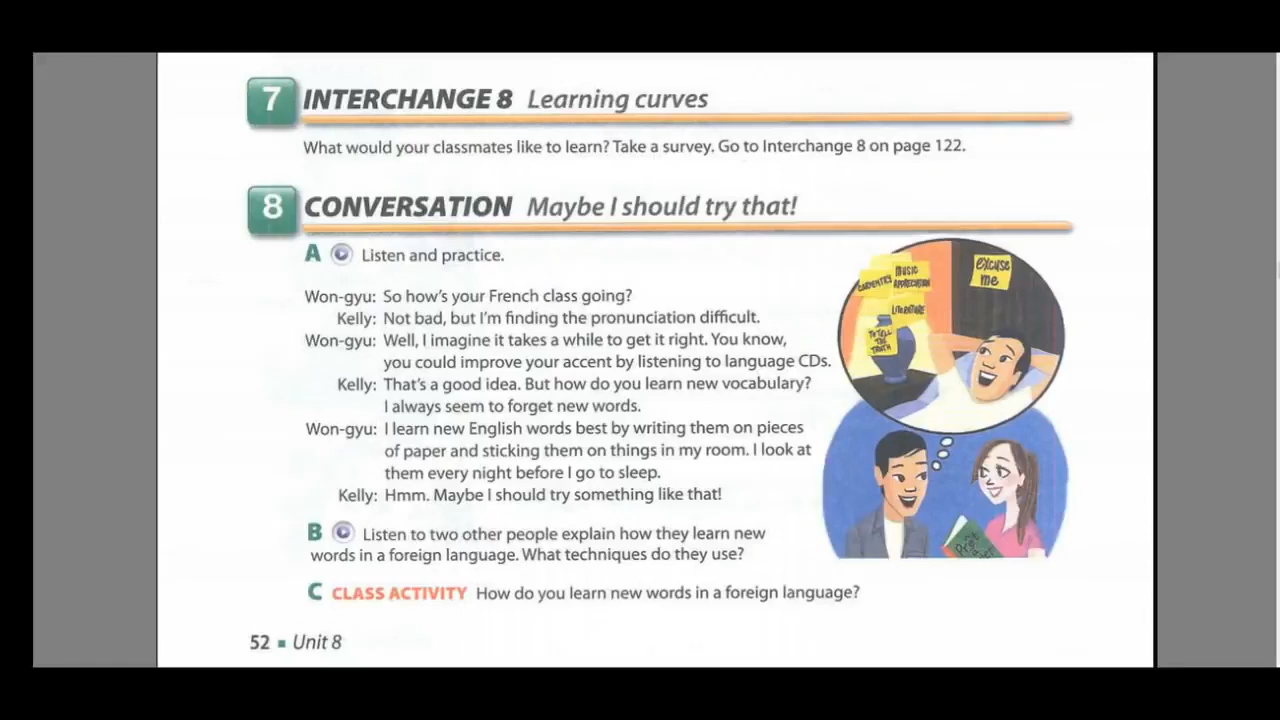 7 INTERCHANGE 8 Learning curves
What would your classmates like to learn? Take a survey. Go to Interchange 8 on page 122.
8 CONVERSATION Maybe I should try that!
A Listen and practice.
Won-gyu: So how's your French class going?
Kelly: Not bad, but I'm finding the pronunciation difficult.
Won-gyu: Well, I imagine it takes a while to get it right. You know,
you could improve your accent by listening to language CDs.
Kelly: That's a good idea. But how do you learn new vocabulary?
I always seem to forget new words.
Won-gyu: I learn new English words best by writing them on pieces
of paper and sticking them on things in my room. I look at
them every night before I go to sleep.
Kelly: Hmm. Maybe I should try something like that!
CARPENTRY
MUSIC
APPRECIATION
LITERATURE
TO TELL
THE
TRUTH
EXCUSE
ME
B Listen to two other people explain how they learn new
words in a foreign language. What techniques do they use?
C CLASS ACTIVITY How do you learn new words in a foreign language?
52 ▪ Unit 8